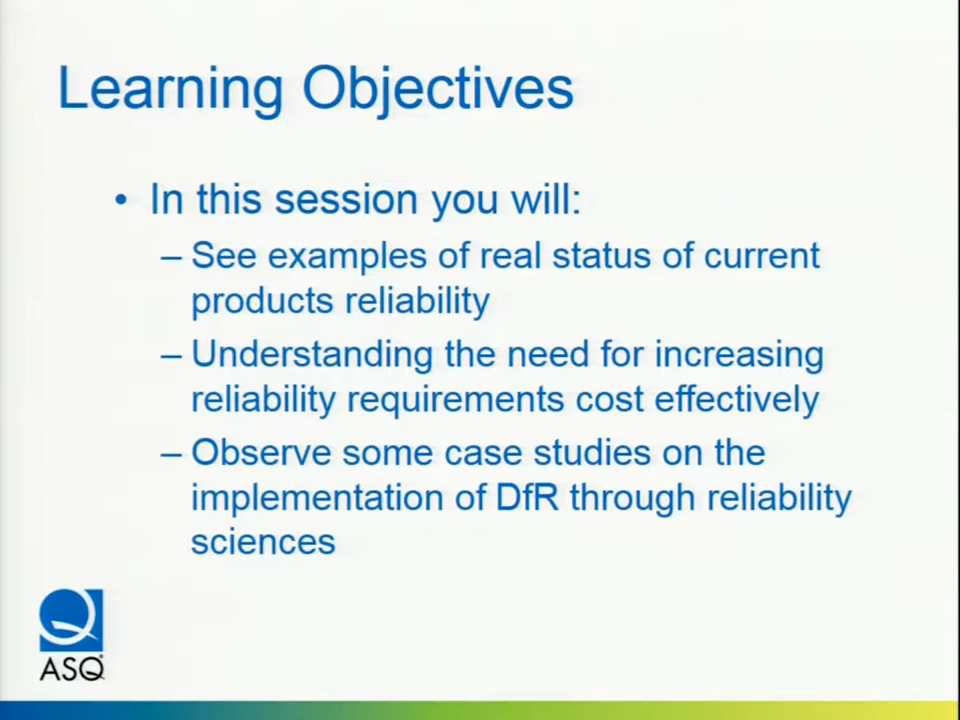 Learning Objectives
• In this session you will:
– See examples of real status of current
products reliability
– Understanding the need for increasing
reliability requirements cost effectively
– Observe some case studies on the
implementation of DfR through reliability
sciences
ASQ